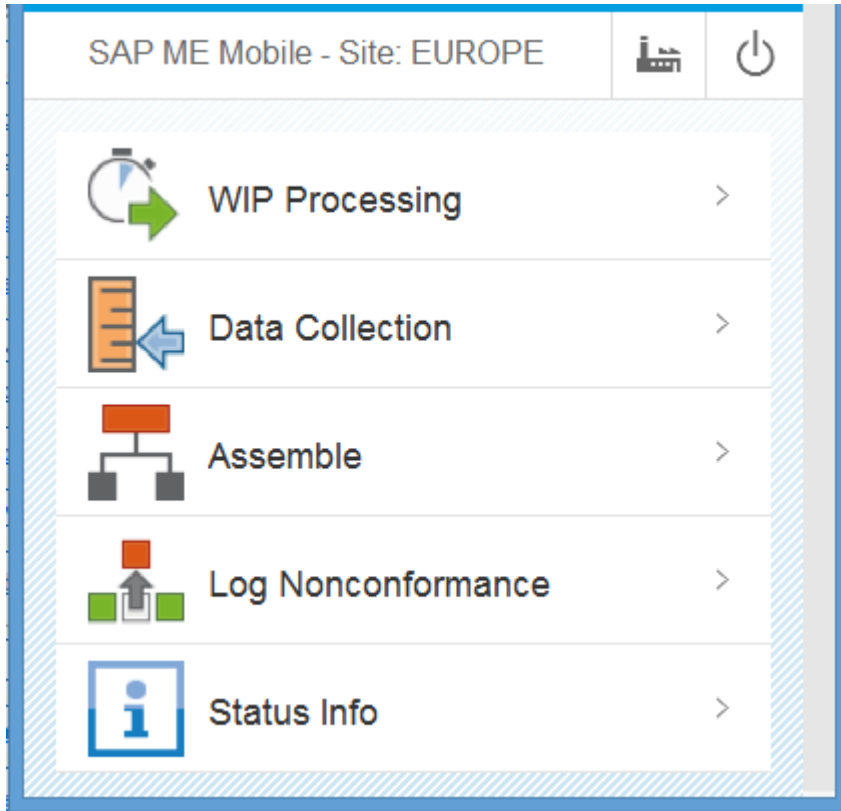 SAP ME Mobile - Site: EUROPE
WIP Processing
Data Collection
Assemble
Log Nonconformance
Status Info